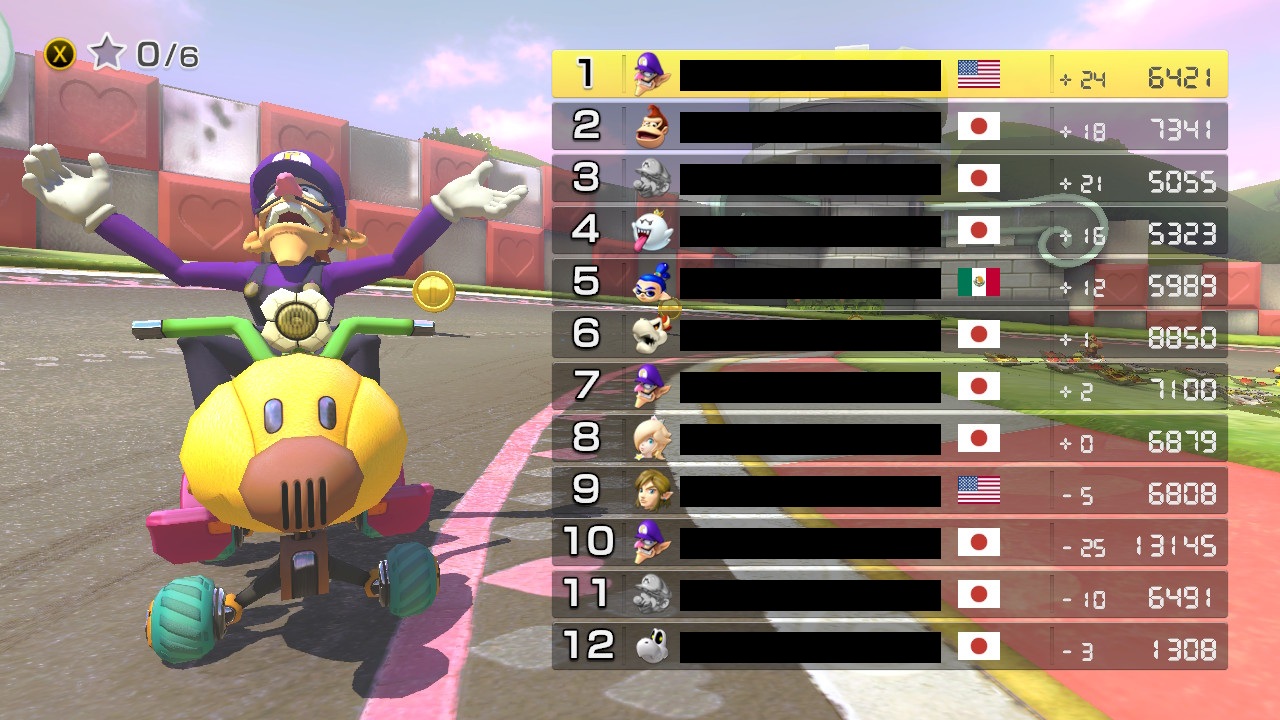 X 0/6
1 + 24 6421
2 + 18 7341
3 + 21 5055
4 + 16 5323
5 + 12 5989
6 + 1 8850
7 + 2 7100
8 + 0 6879
9 - 5 6808
10 - 25 13145
11 - 10 6491
12 - 3 1308